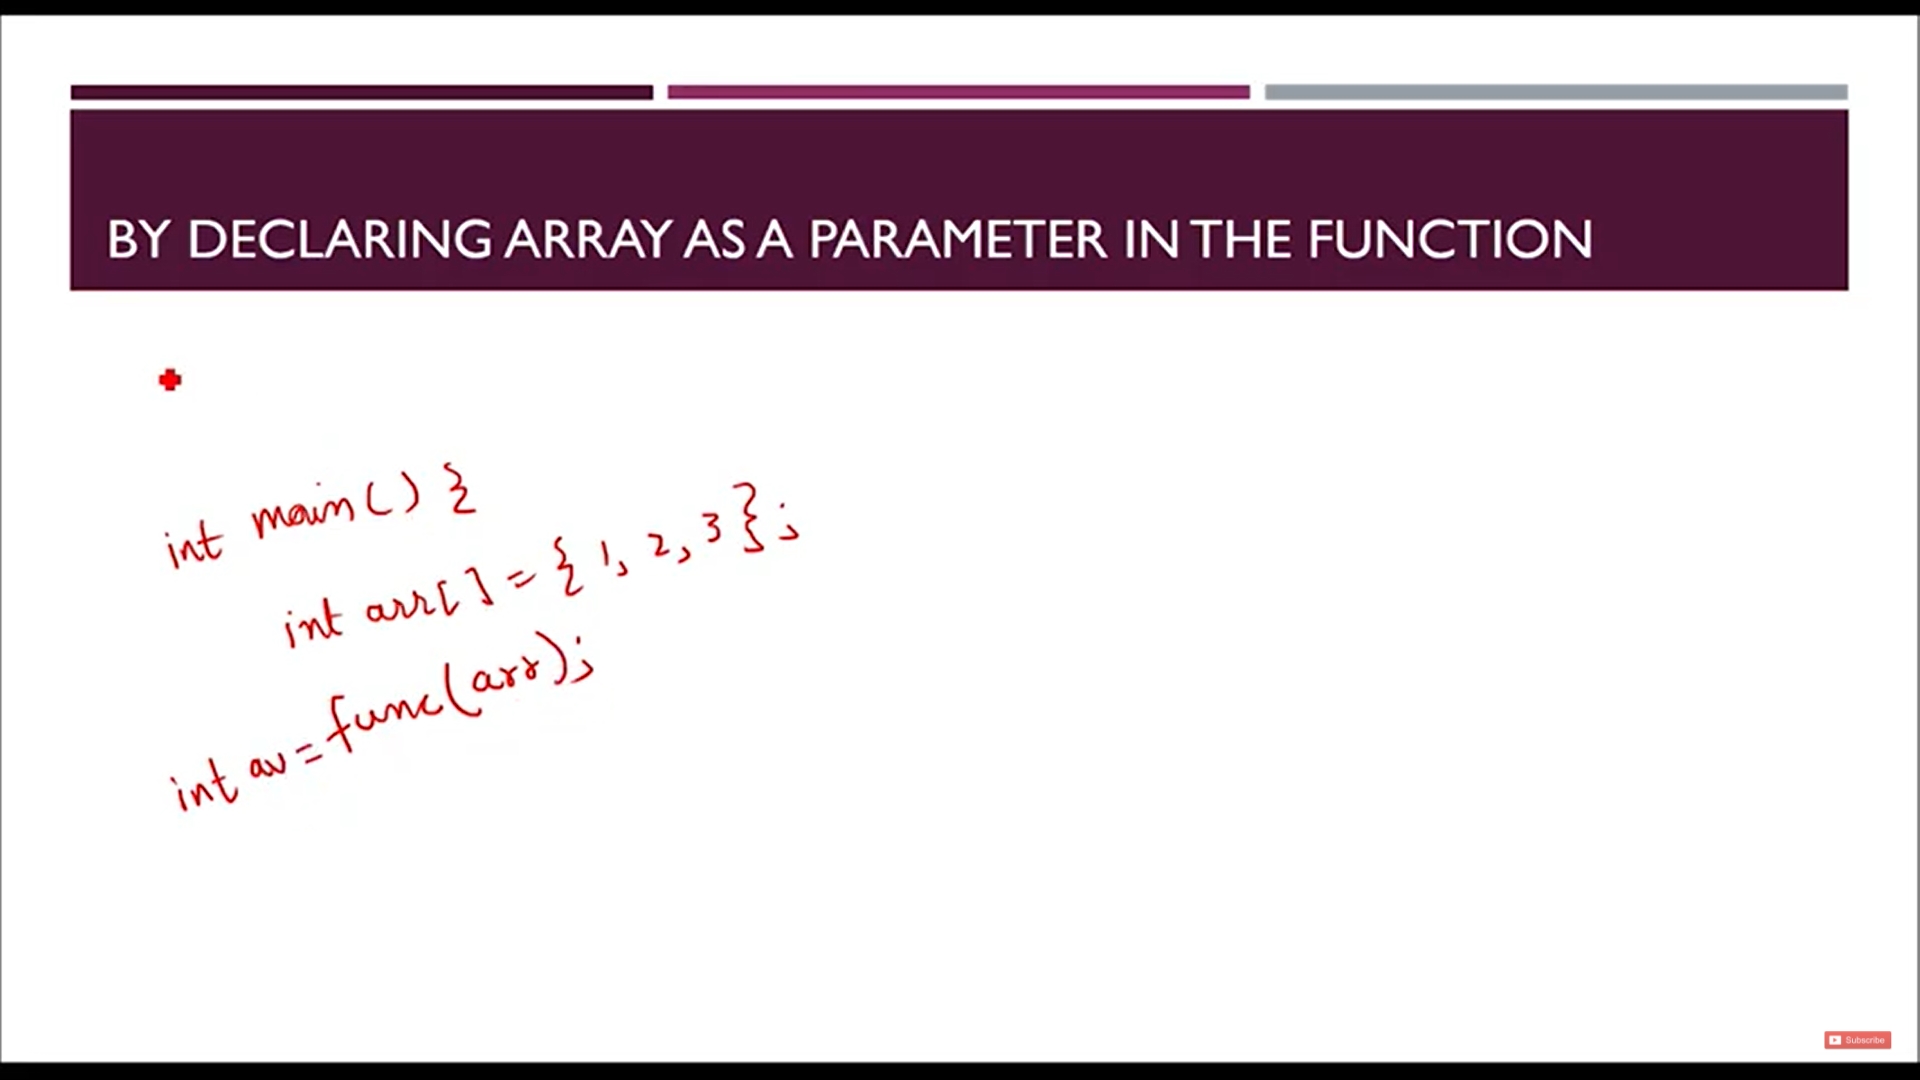 BY DECLARING ARRAY AS A PARAMETER IN THE FUNCTION
int main() {
int arr[] = {1, 2, 3};
int av = func(arr);
Subscribe